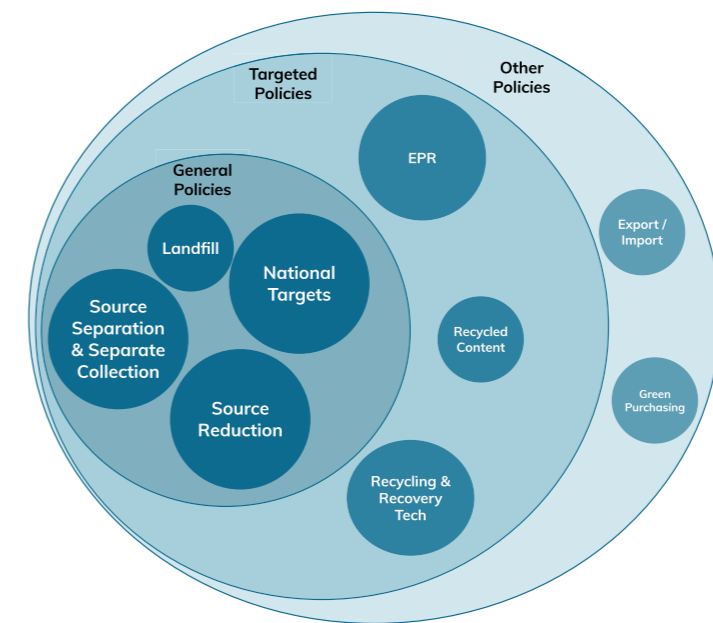 Other
Policies
Targeted
Policies
EPR
General
Policies
Export /
Import
Landfill
National
Targets
Source
Separation
& Separate
Collection
Recycled
Content
Green
Purchasing
Source
Reduction
Recycling &
Recovery
Tech